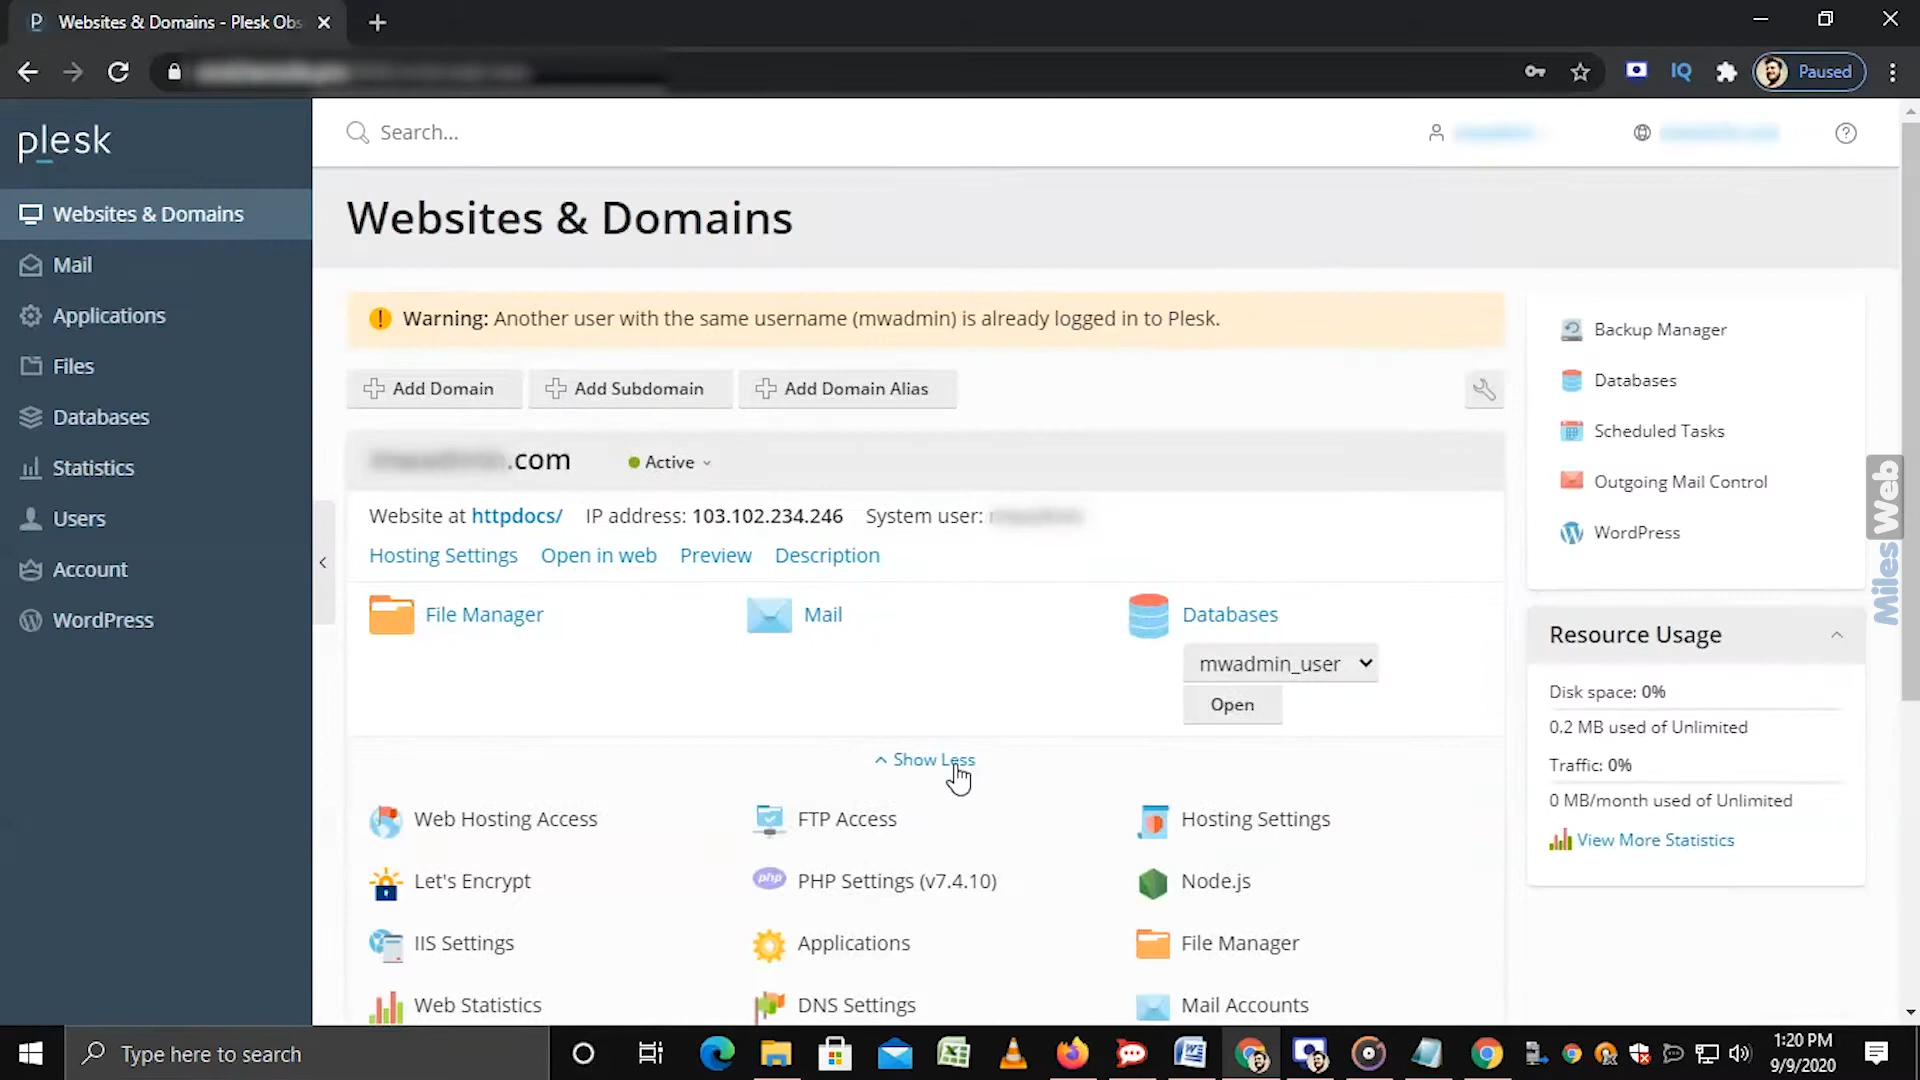 P Websites & Domains - Plesk Obs
Paused
IQ
plesk
Search...
Websites & Domains
Mail
Applications
Files
Databases
Statistics
Users
Account
WordPress
Websites & Domains
Warning: Another user with the same username (mwadmin) is already logged in to Plesk.
Add Domain
Add Subdomain
Add Domain Alias
.com
Active
Website at httpdocs/ IP address: 103.102.234.246 System user:
Hosting Settings Open in web Preview Description
File Manager
Mail
Databases
mwadmin_user
Open
Show Less
Web Hosting Access
FTP Access
Hosting Settings
Let's Encrypt
php
PHP Settings (v7.4.10)
Node.js
IIS Settings
Applications
File Manager
Web Statistics
DNS Settings
Mail Accounts
Backup Manager
Databases
Scheduled Tasks
Outgoing Mail Control
WordPress
Resource Usage
Disk space: 0%
0.2 MB used of Unlimited
Traffic: 0%
0 MB/month used of Unlimited
View More Statistics
MilesWeb
Type here to search
1:20 PM
9/9/2020